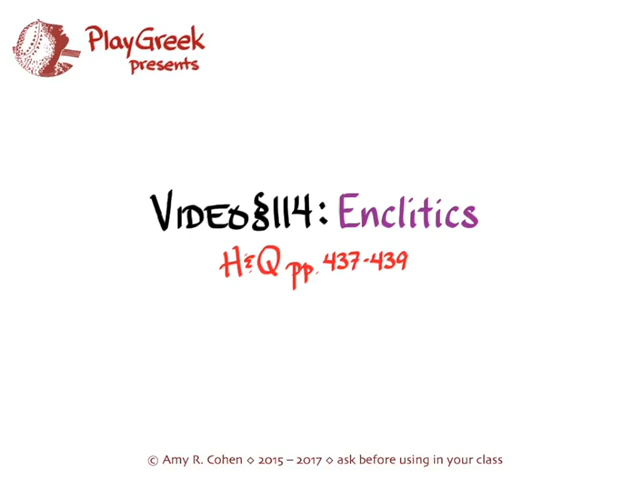 PlayGreek
presents
VIDEO §114: Enclitics
H&Q pp. 437-439
© Amy R. Cohen ◇ 2015 – 2017 ◇ ask before using in your class